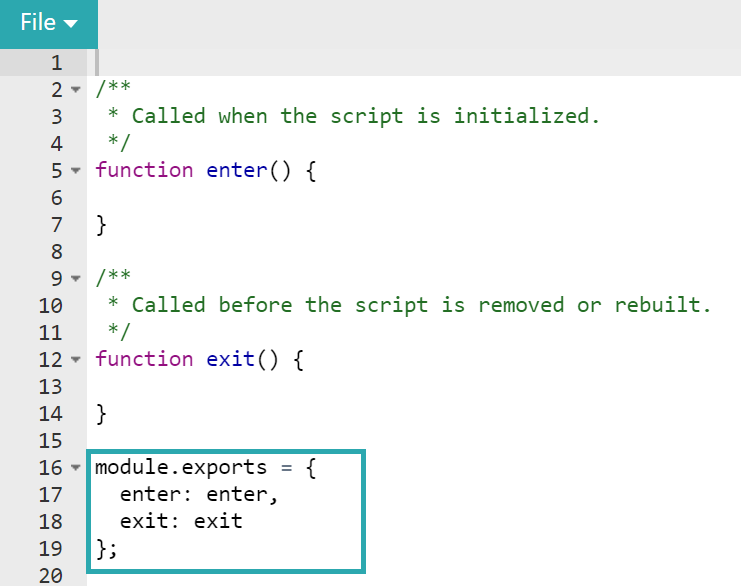 File
1
2 /**
3  * Called when the script is initialized.
4  */
5 function enter() {
6
7 }
8
9 /**
10  * Called before the script is removed or rebuilt.
11  */
12 function exit() {
13
14 }
15
16 module.exports = {
17   enter: enter,
18   exit: exit
19 };
20